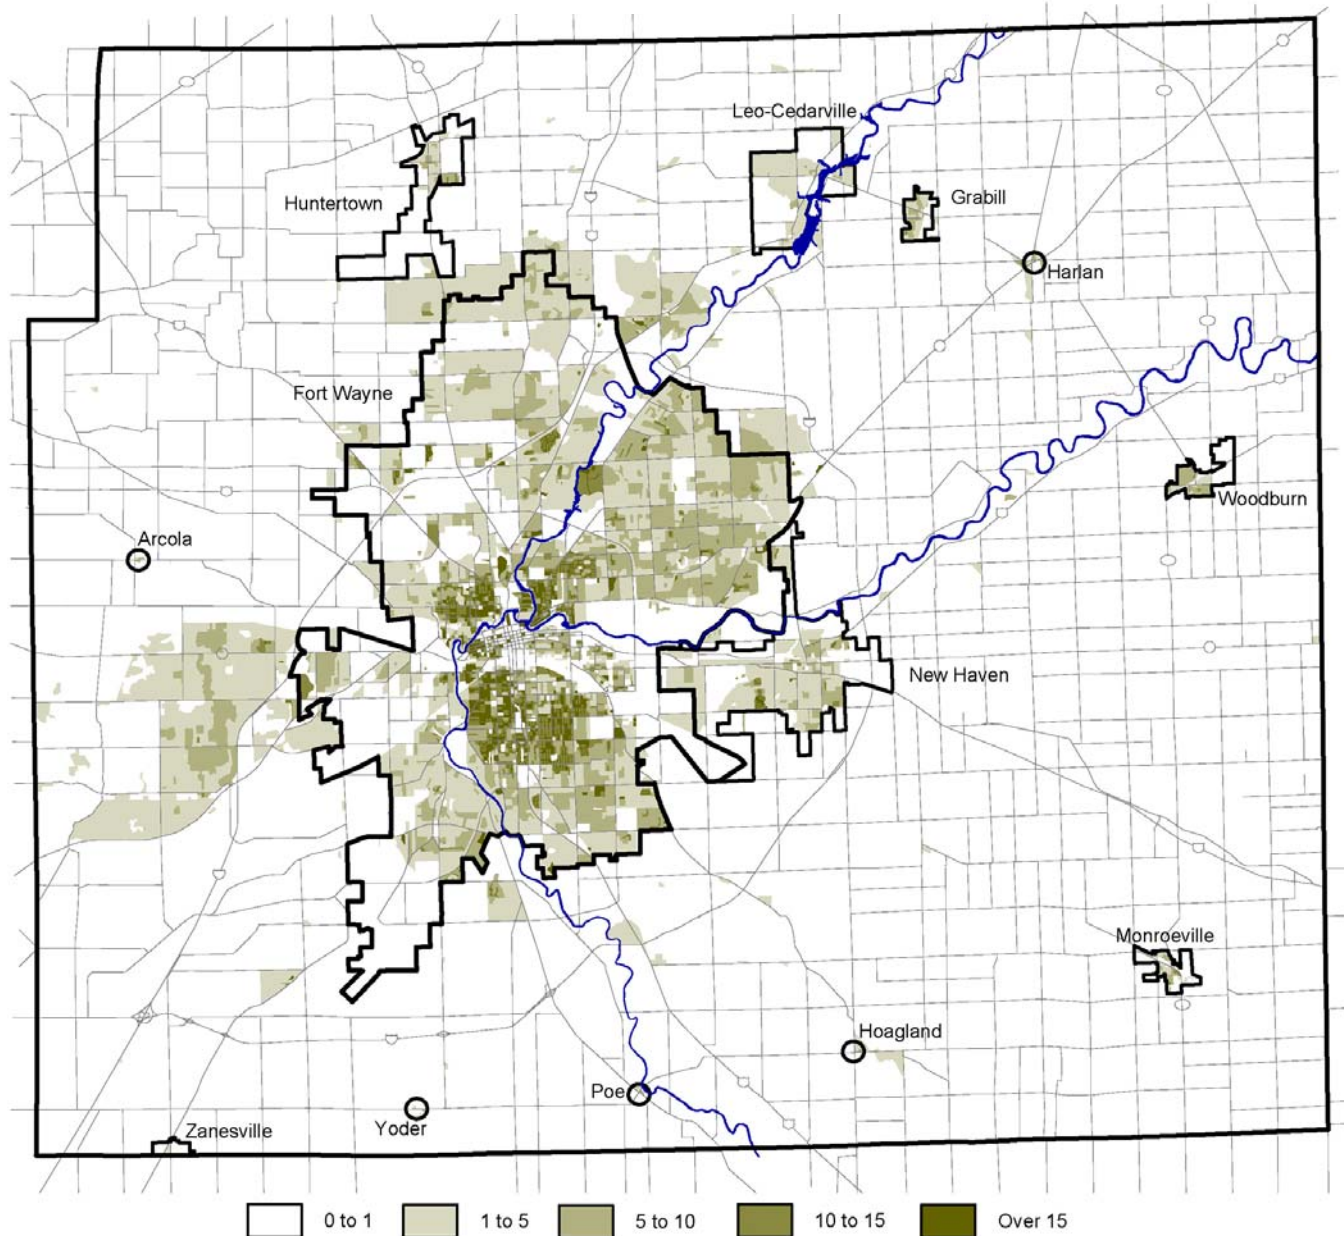 Leo-Cedarville
Huntertown
Grabill
Harlan
Fort Wayne
Woodburn
Arcola
New Haven
Monroeville
Hoagland
Poe
Yoder
Zanesville
0 to 1
1 to 5
5 to 10
10 to 15
Over 15